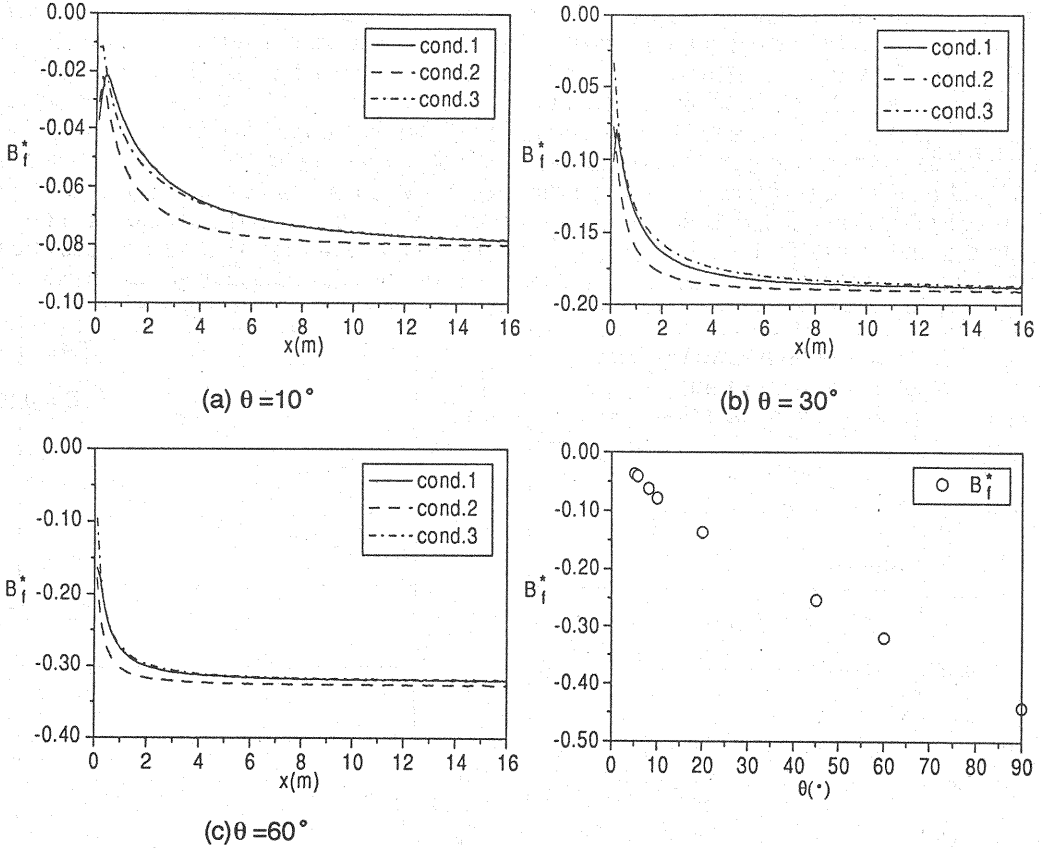 0.00
-0.02
-0.04
-0.06
-0.08
-0.10
B*f
cond.1
cond.2
cond.3
0 2 4 6 8 10 12 14 16
x(m)
(a) θ =10°
0.00
-0.05
-0.10
-0.15
-0.20
B*f
cond.1
cond.2
cond.3
0 2 4 6 8 10 12 14 16
x(m)
(b) θ = 30°
0.00
-0.10
-0.20
-0.30
-0.40
B*f
cond.1
cond.2
cond.3
0 2 4 6 8 10 12 14 16
x(m)
(c)θ =60°
0.00
-0.10
-0.20
-0.30
-0.40
-0.50
B*f
B*f
0 10 20 30 40 50 60 70 80 90
θ(°)